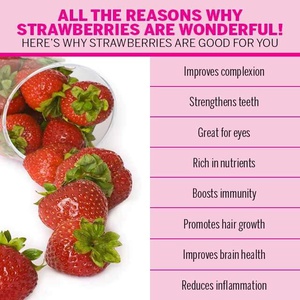 ALL THE REASONS WHY
STRAWBERRIES ARE WONDERFUL!
HERE'S WHY STRAWBERRIES ARE GOOD FOR YOU
Improves complexion
Strengthens teeth
Great for eyes
Rich in nutrients
Boosts immunity
Promotes hair growth
Improves brain health
Reduces inflammation